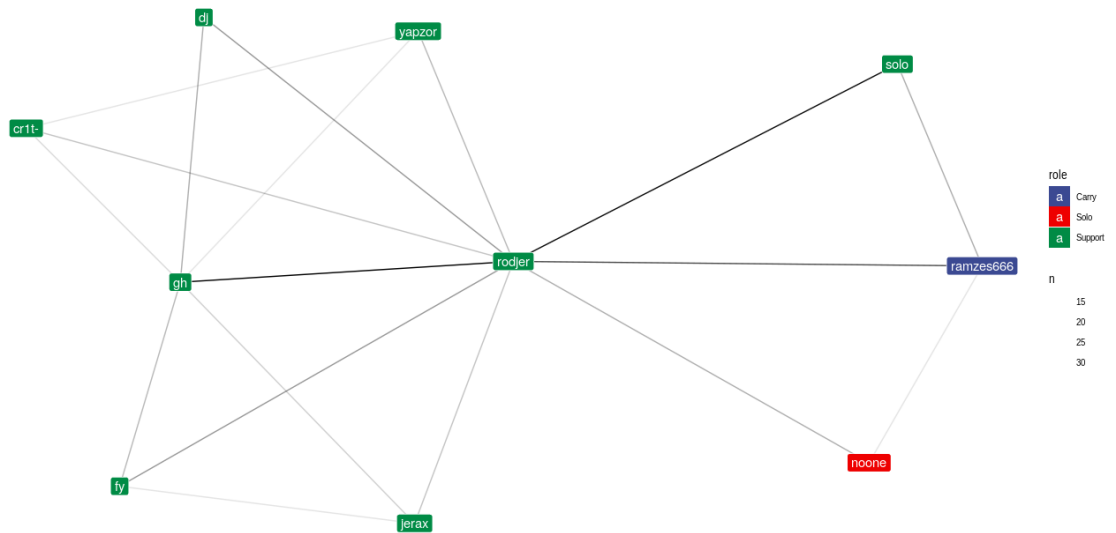 dj
yapzor
solo
cr1t-
rodjer
ramzes666
gh
noone
fy
jerax
role
a Carry
a Solo
a Support
n
15
20
25
30